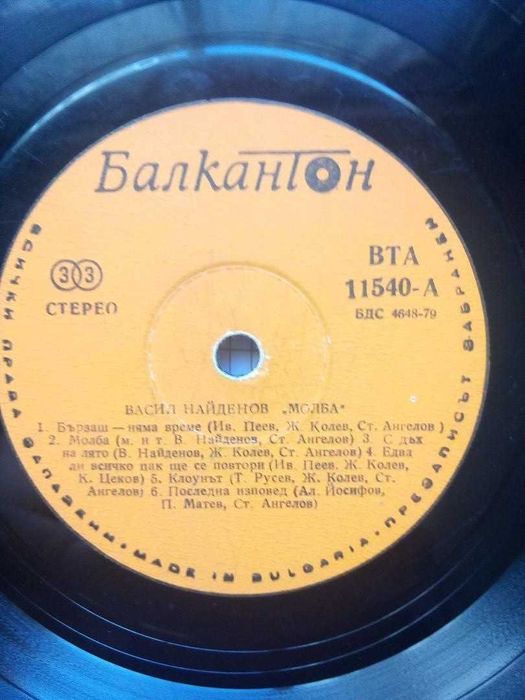 Балкантон
33
СТЕРЕО
ВТА
11540-А
БДС 4648-79
ВАСИЛ НАЙДЕНОВ „МОЛБА"
1. Бързаш — няма време (Ив. Пеев, Ж. Колев, Ст. Ангелов )
2. Молба (м. и т. В. Найденов, Ст. Ангелов) 3. С дъх
на лято (В. Найденов, Ж. Колев, Ст. Ангелов) 4. Едва
ли всичко пак ще се повтори (Ив. Пеев, Ж. Колев,
К. Цеков) 5. Клоунът (Т. Русев, Ж. Колев, Ст.
Ангелов) 6. Последна изповед (Ал. Йосифов,
П. Матев, Ст. Ангелов)
ВСИЧКИ ПРАВА ЗАПАЗЕНИ • MADE IN BULGARIA • ПРЕЗАПИСЪТ ЗАБРАНЕН